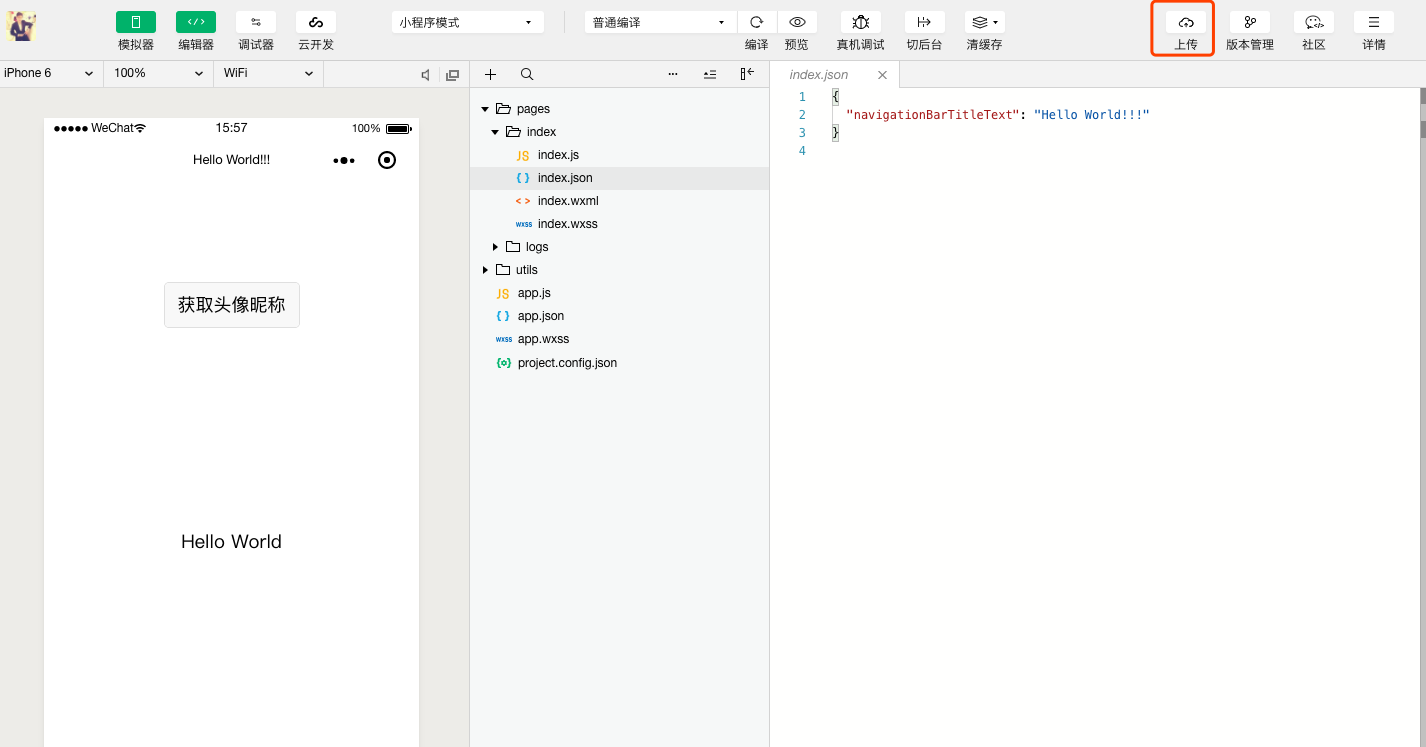 模拟器 编辑器 调试器 云开发
小程序模式
普通编译
编译 预览 真机调试 切后台 清缓存
上传 版本管理 社区 详情
iPhone 6 100% WiFi
WeChat 15:57 100%
Hello World!!!
获取头像昵称
Hello World
pages
index
JS index.js
{ } index.json
< > index.wxml
wxss index.wxss
logs
utils
JS app.js
{ } app.json
wxss app.wxss
project.config.json
index.json
1 {
2 "navigationBarTitleText": "Hello World!!!"
3 }
4